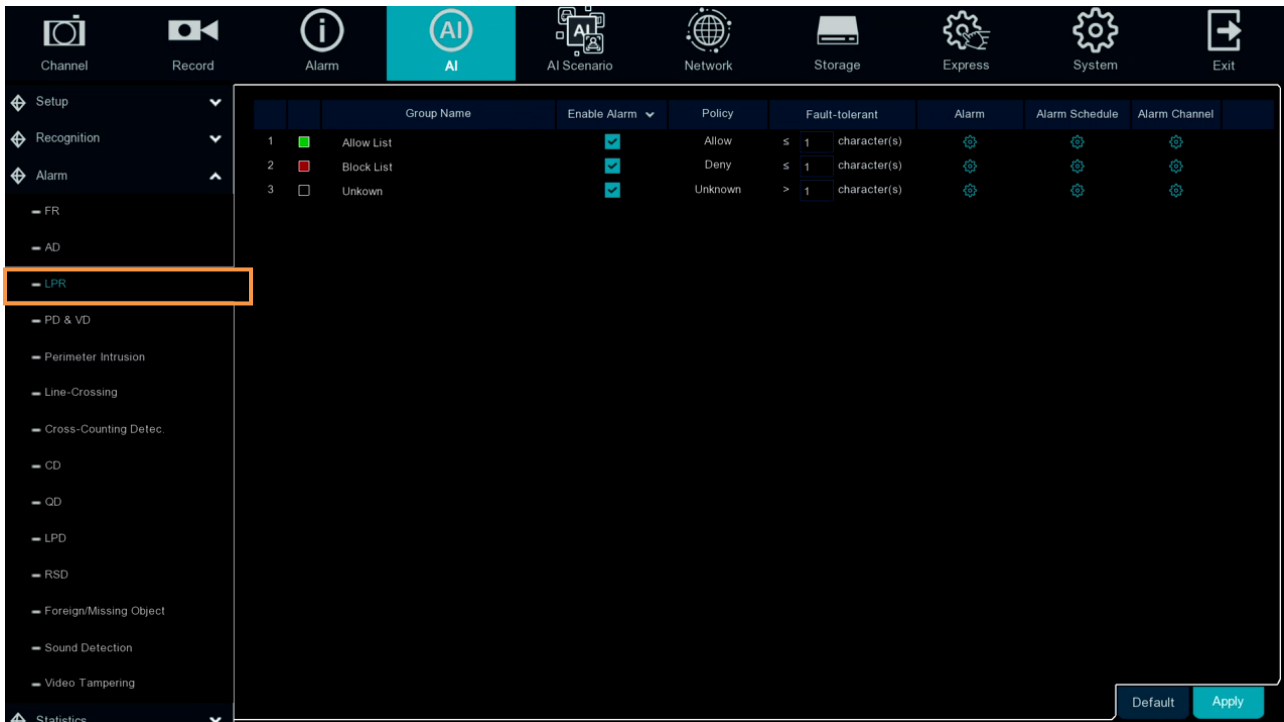 Channel Record Alarm AI AI Scenario Network Storage Express System Exit
Setup
Recognition
Alarm
FR
AD
LPR
PD & VD
Perimeter Intrusion
Line-Crossing
Cross-Counting Detec.
CD
QD
LPD
RSD
Foreign/Missing Object
Sound Detection
Video Tampering
Statistics
Group Name Enable Alarm Policy Fault-tolerant Alarm Alarm Schedule Alarm Channel
1 Allow List Allow ≤ 1 character(s)
2 Block List Deny ≤ 1 character(s)
3 Unkown Unknown > 1 character(s)
Default Apply